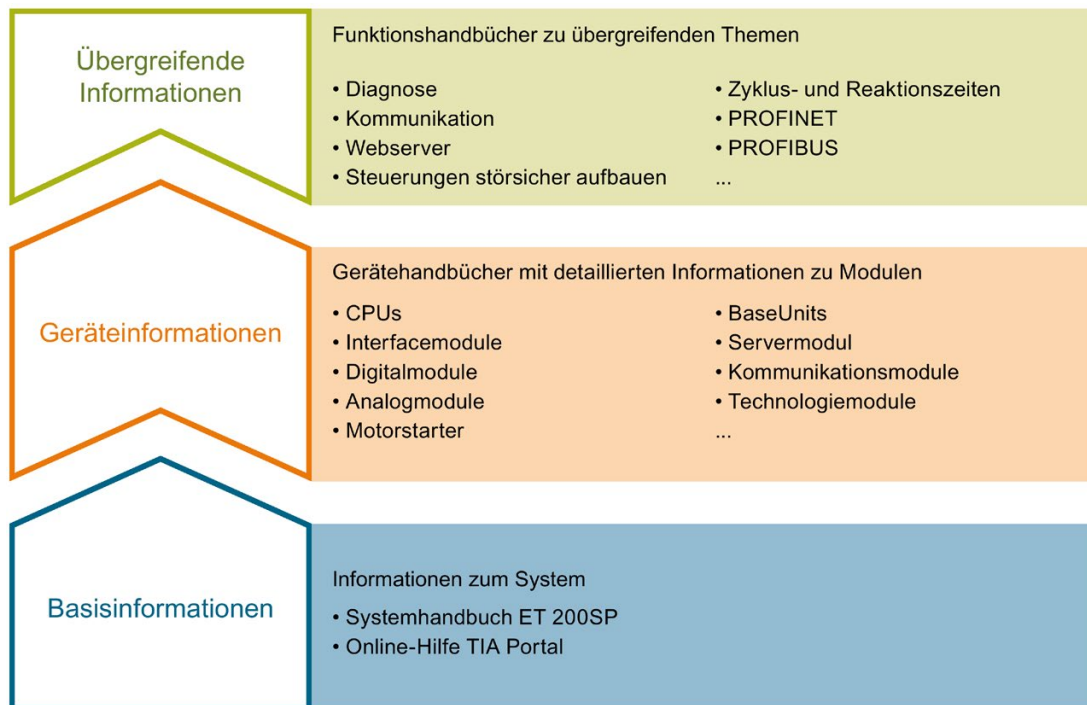 Übergreifende
Informationen
Funktionshandbücher zu übergreifenden Themen
• Diagnose
• Kommunikation
• Webserver
• Steuerungen störsicher aufbauen
• Zyklus- und Reaktionszeiten
• PROFINET
• PROFIBUS
...
Geräteinformationen
Gerätehandbücher mit detaillierten Informationen zu Modulen
• CPUs
• Interfacemodule
• Digitalmodule
• Analogmodule
• Motorstarter
• BaseUnits
• Servermodul
• Kommunikationsmodule
• Technologiemodule
...
Basisinformationen
Informationen zum System
• Systemhandbuch ET 200SP
• Online-Hilfe TIA Portal